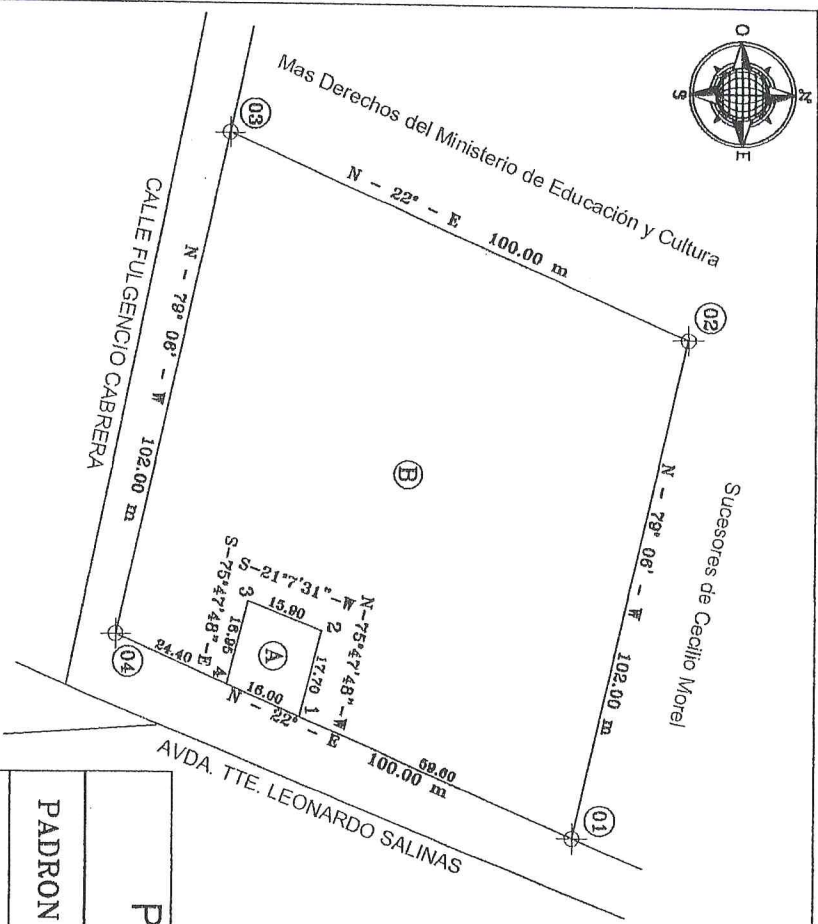 N
O
E
S
Mas Derechos del Ministerio de Educación y Cultura
Sucesores de Cecilio Morel
02
N - 79° 06' - W 102.00 m
01
N - 22° - E 100.00 m
B
03
N - 79° 06' - W 102.00 m
CALLE FULGENCIO CABRERA
04
N - 22° - E 100.00 m
59.60
16.00
24.40
AVDA. TTE. LEONARDO SALINAS
A
1
2
3
4
N-75°47'48"-W
17.70
S-21°7'31"-W
15.90
S-75°47'48"-E
16.95
P
PADRON